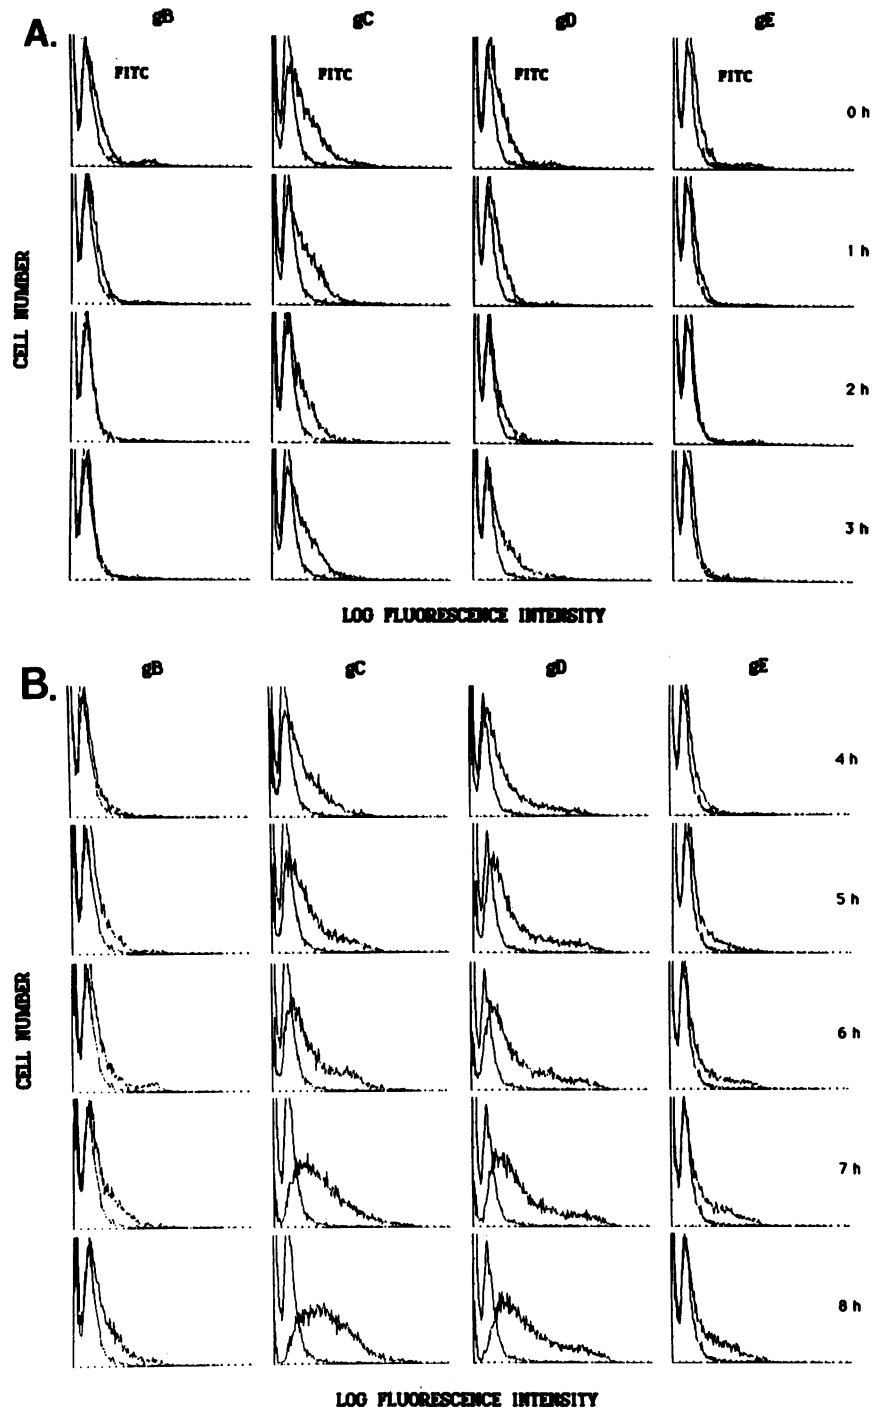 A.
gB gC gD gE
FITC FITC FITC FITC
0 h
1 h
2 h
3 h
CELL NUMBER
LOG FLUORESCENCE INTENSITY
B.
gB gC gD gE
4 h
5 h
6 h
7 h
8 h
CELL NUMBER
LOG FLUORESCENCE INTENSITY